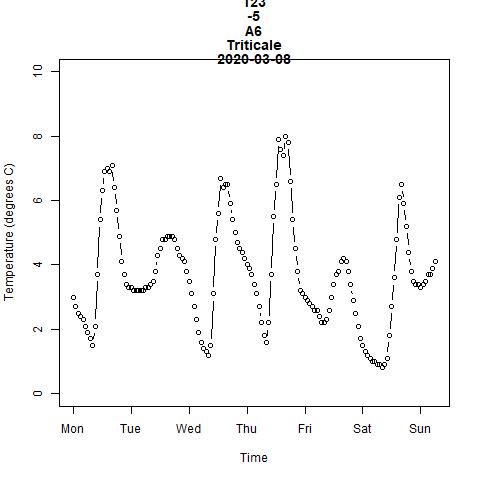 123
-5
A6
Triticale
2020-03-08
10
8
6
4
2
0
Temperature (degrees C)
Mon Tue Wed Thu Fri Sat Sun
Time